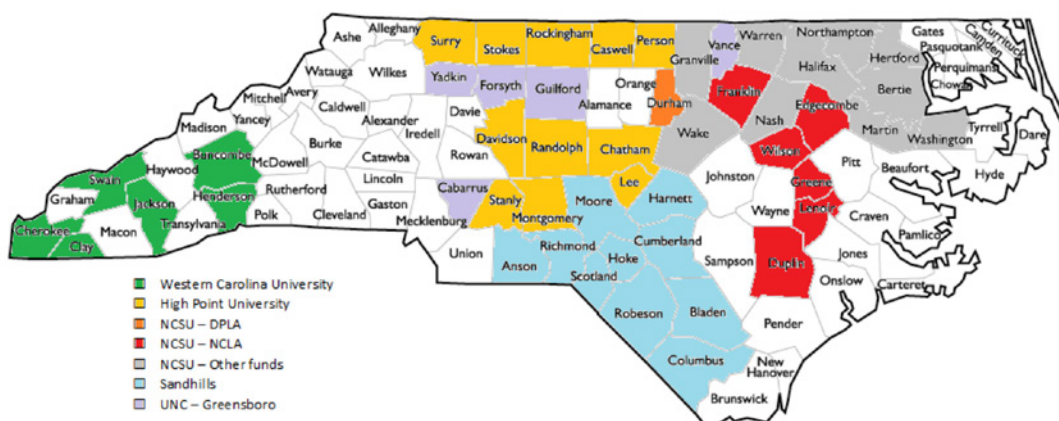 Ashe
Alleghany
Surry
Stokes
Rockingham
Caswell
Person
Granville
Vance
Warren
Northampton
Gates
Currituck
Camden
Pasquotank
Perquimans
Chowan
Hertford
Halifax
Bertie
Watauga
Wilkes
Yadkin
Forsyth
Guilford
Alamance
Orange
Durham
Franklin
Nash
Edgecombe
Martin
Washington
Tyrrell
Dare
Mitchell
Avery
Caldwell
Alexander
Iredell
Davie
Davidson
Randolph
Chatham
Wake
Wilson
Pitt
Beaufort
Hyde
Madison
Yancey
Burke
McDowell
Catawba
Rowan
Buncombe
Haywood
Swain
Graham
Jackson
Henderson
Rutherford
Lincoln
Cabarrus
Stanly
Montgomery
Moore
Lee
Harnett
Johnston
Wayne
Greene
Lenoir
Craven
Pamlico
Cherokee
Clay
Macon
Transylvania
Polk
Cleveland
Gaston
Mecklenburg
Union
Anson
Richmond
Scotland
Hoke
Cumberland
Sampson
Duplin
Jones
Onslow
Carteret
Robeson
Bladen
Pender
Columbus
New
Hanover
Brunswick
Western Carolina University
High Point University
NCSU – DPLA
NCSU – NCLA
NCSU – Other funds
Sandhills
UNC – Greensboro